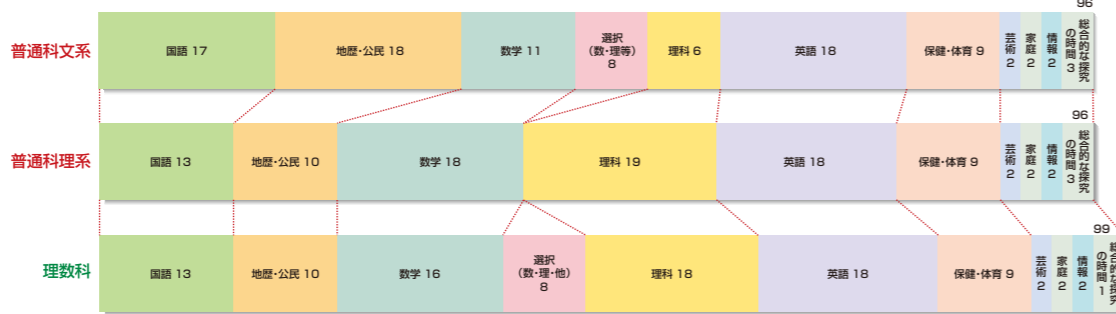 96
普通科文系
国語 17
地歴・公民 18
数学 11
選択
(数・理等)
8
理科 6
英語 18
保健・体育 9
芸術 2
家庭 2
情報 2
総合的な探究
の時間 3
96
普通科理系
国語 13
地歴・公民 10
数学 18
理科 19
英語 18
保健・体育 9
芸術 2
家庭 2
情報 2
総合的な探究
の時間 3
99
理数科
国語 13
地歴・公民 10
数学 16
選択
(数・理・他)
8
理科 18
英語 18
保健・体育 9
芸術 2
家庭 2
情報 2
総合的な探究
の時間 1